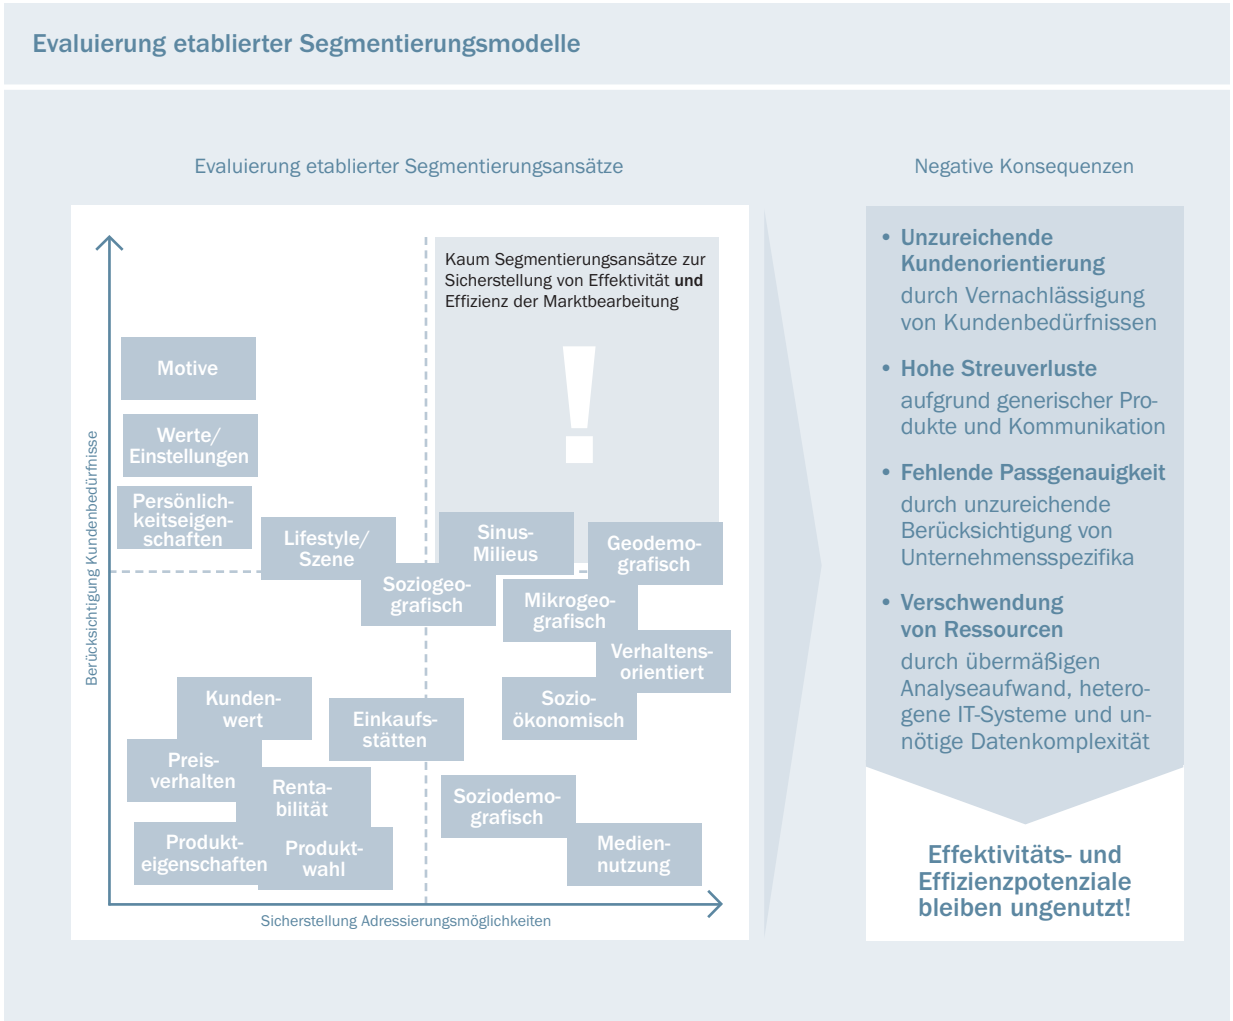 Evaluierung etablierter Segmentierungsmodelle
Evaluierung etablierter Segmentierungsansätze
Kaum Segmentierungsansätze zur
Sicherstellung von Effektivität und
Effizienz der Marktbearbeitung
!
Motive
Werte/
Einstellungen
Persönlich-
keitseigen-
schaften
Lifestyle/
Szene
Sinus-
Milieus
Geodemo-
grafisch
Soziogeo-
grafisch
Mikrogeo-
grafisch
Verhaltens-
orientiert
Kunden-
wert
Einkaufs-
stätten
Sozio-
ökonomisch
Preis-
verhalten
Renta-
bilität
Soziodemo-
grafisch
Produkt-
eigenschaften
Produkt-
wahl
Medien-
nutzung
Berücksichtigung Kundenbedürfnisse
Sicherstellung Adressierungsmöglichkeiten
Negative Konsequenzen
• Unzureichende
Kundenorientierung
durch Vernachlässigung
von Kundenbedürfnissen
• Hohe Streuverluste
aufgrund generischer Pro-
dukte und Kommunikation
• Fehlende Passgenauigkeit
durch unzureichende
Berücksichtigung von
Unternehmensspezifika
• Verschwendung
von Ressourcen
durch übermäßigen
Analyseaufwand, hetero-
gene IT-Systeme und un-
nötige Datenkomplexität
Effektivitäts- und
Effizienzpotenziale
bleiben ungenutzt!